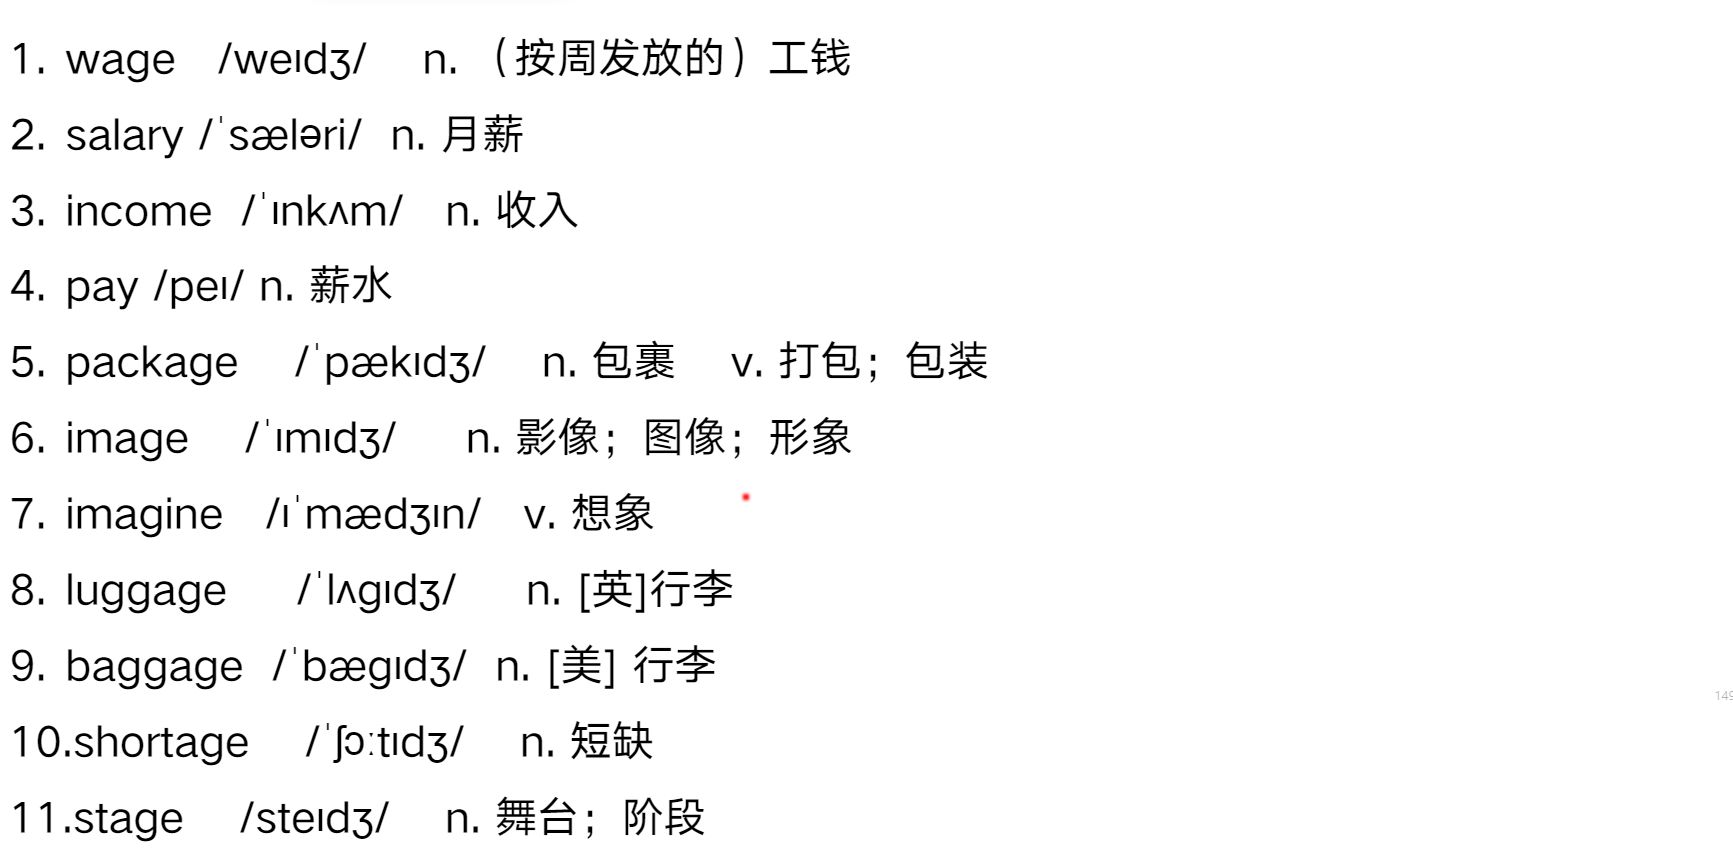 1. wage /weɪdʒ/ n. （按周发放的）工钱
2. salary /ˈsæləri/ n. 月薪
3. income /ˈɪnkʌm/ n. 收入
4. pay /peɪ/ n. 薪水
5. package /ˈpækɪdʒ/ n. 包裹 v. 打包；包装
6. image /ˈɪmɪdʒ/ n. 影像；图像；形象
7. imagine /ɪˈmædʒɪn/ v. 想象
8. luggage /ˈlʌgɪdʒ/ n. [英]行李
9. baggage /ˈbægɪdʒ/ n. [美] 行李
149
10.shortage /ˈʃɔːtɪdʒ/ n. 短缺
11.stage /steɪdʒ/ n. 舞台；阶段